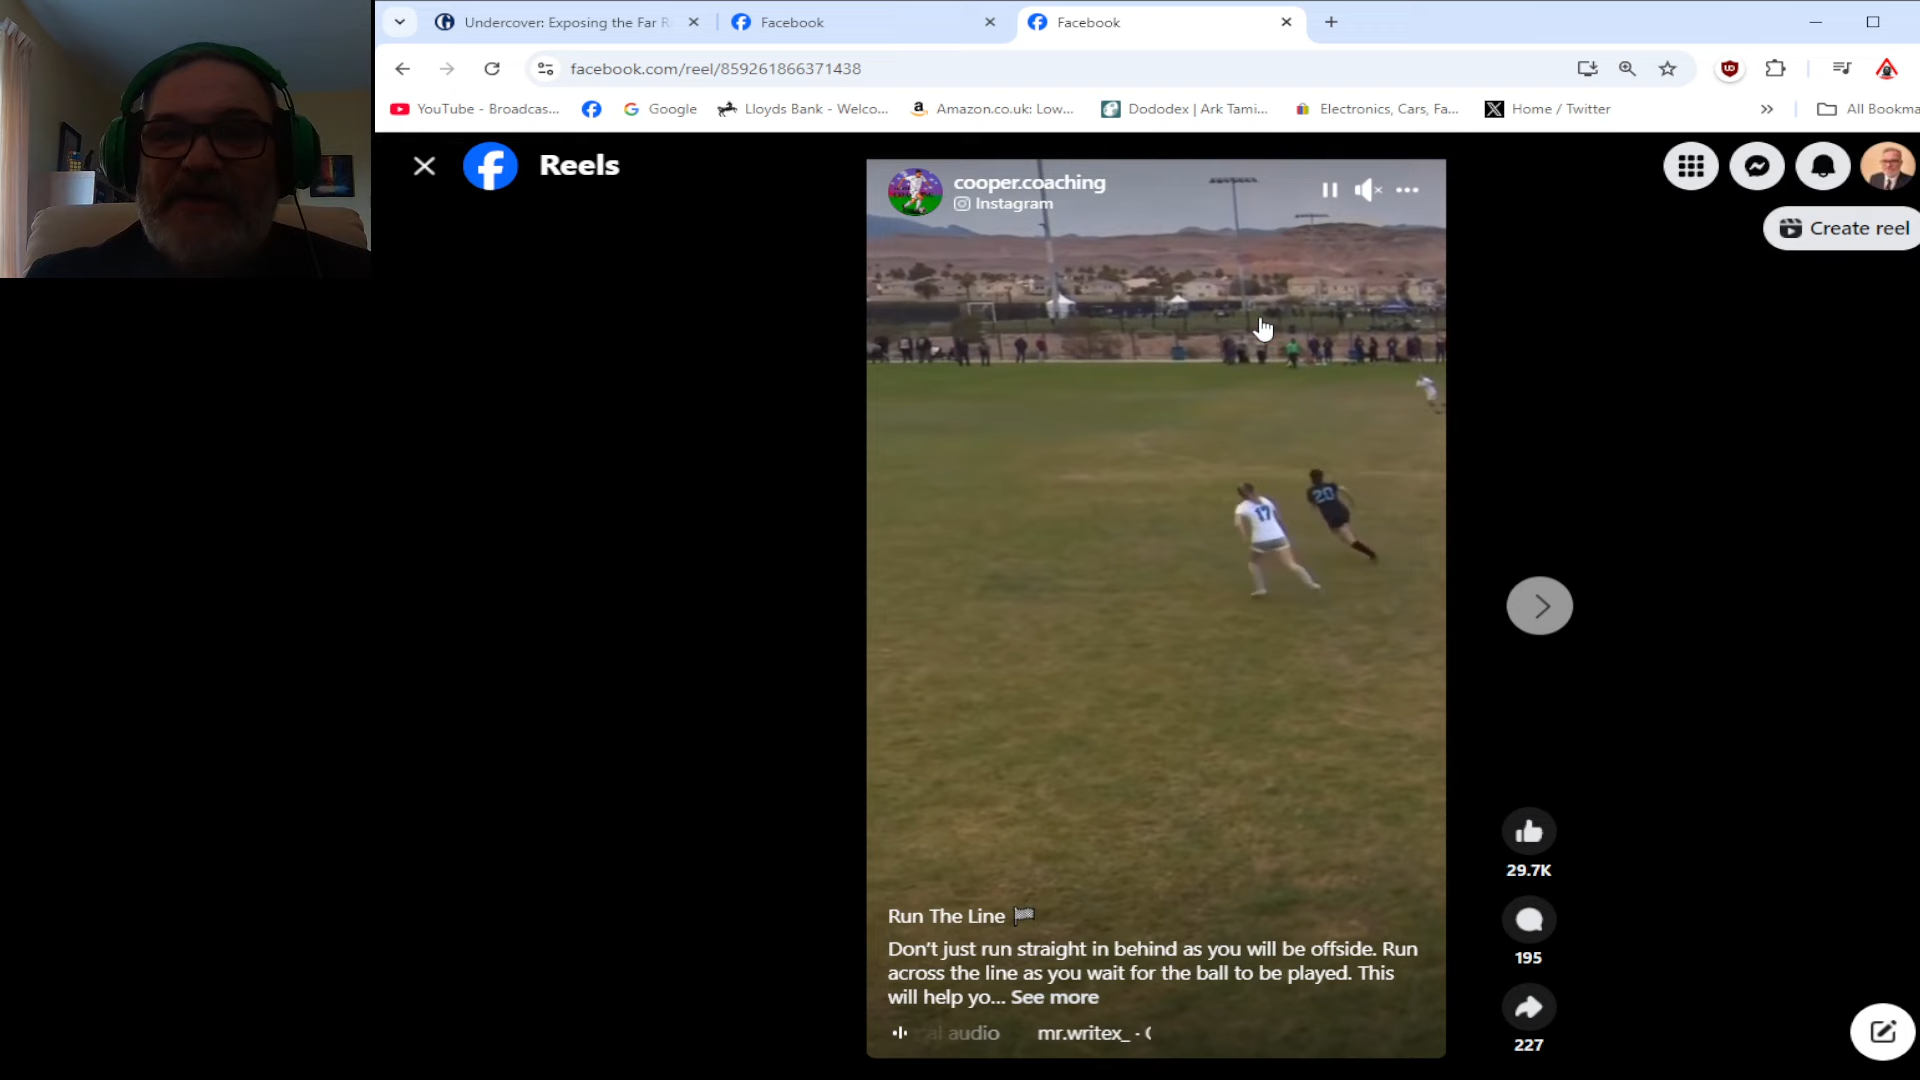 Undercover: Exposing the Far R
Facebook
Facebook
facebook.com/reel/859261866371438
YouTube - Broadcas...
Google
Lloyds Bank - Welco...
Amazon.co.uk: Low...
Dododex | Ark Tami...
Electronics, Cars, Fa...
Home / Twitter
All Bookma
Reels
cooper.coaching
Instagram
Create reel
17
20
Run The Line
Don't just run straight in behind as you will be offside. Run
across the line as you wait for the ball to be played. This
will help yo... See more
al audio mr.writex_ ·
29.7K
195
227